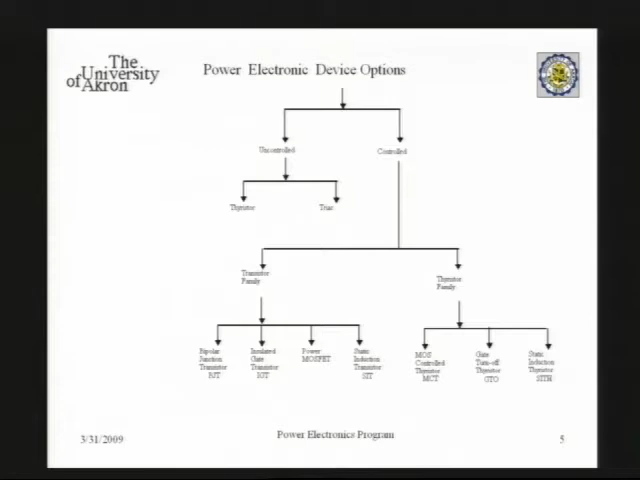 The
University
of Akron
Power Electronic Device Options
Uncontrolled
Controlled
Thyristor
Triac
Transistor
Family
Thyristor
Family
Bipolar
Junction
Transistor
BJT
Insulated
Gate
Transistor
IGT
Power
MOSFET
Static
Induction
Transistor
SIT
MOS
Controlled
Thyristor
MCT
Gate
Turn-off
Thyristor
GTO
Static
Induction
Thyristor
SITH
3/31/2009
Power Electronics Program
5